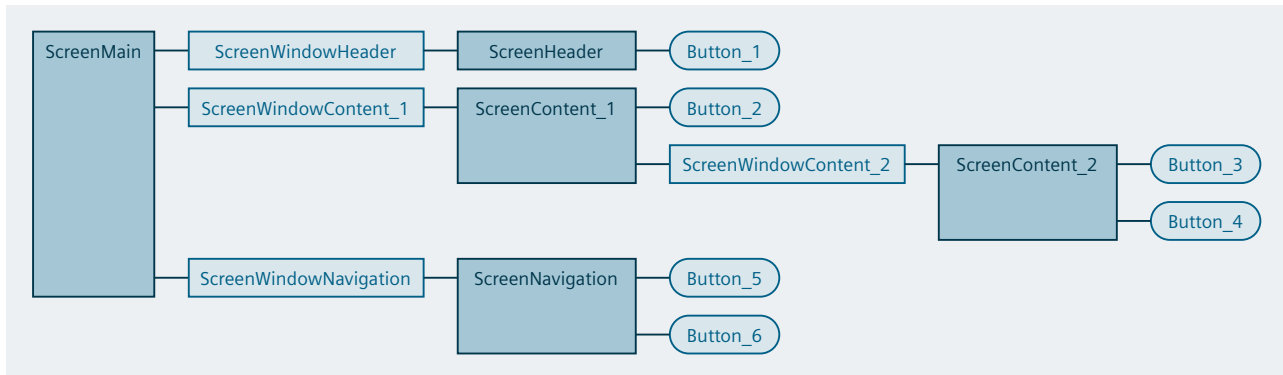 ScreenMain
ScreenWindowHeader
ScreenHeader
Button_1
ScreenWindowContent_1
ScreenContent_1
Button_2
ScreenWindowContent_2
ScreenContent_2
Button_3
Button_4
ScreenWindowNavigation
ScreenNavigation
Button_5
Button_6